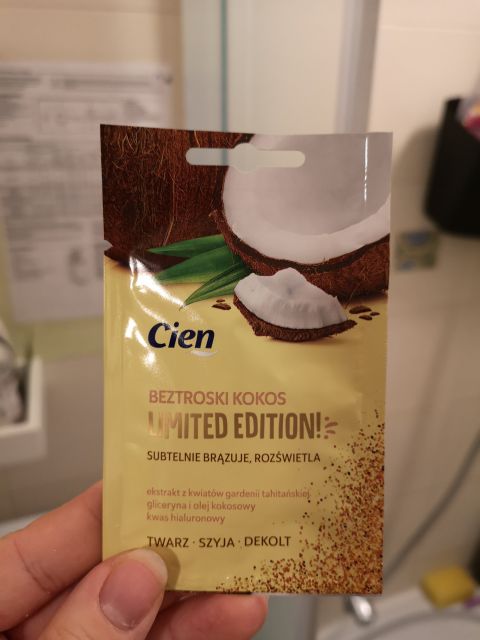 Cien
BEZTROSKI KOKOS
LIMITED EDITION!
SUBTELNIE BRĄZUJE, ROZŚWIETLA
ekstrakt z kwiatów gardenii tahitańskiej
gliceryna i olej kokosowy
kwas hialuronowy
TWARZ · SZYJA · DEKOLT